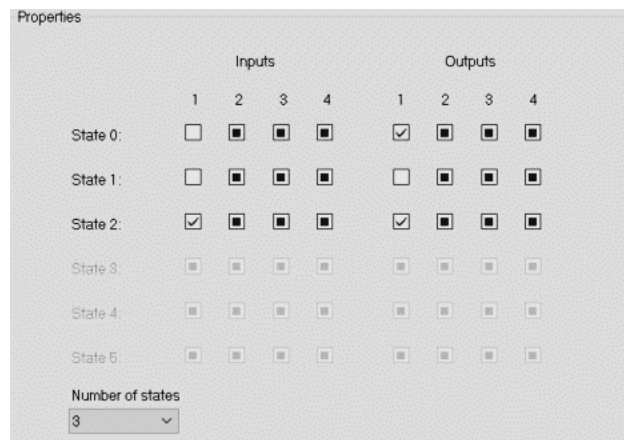 Properties
Inputs Outputs
1 2 3 4 1 2 3 4
State 0:
State 1:
State 2:
State 3:
State 4:
State 5:
Number of states
3